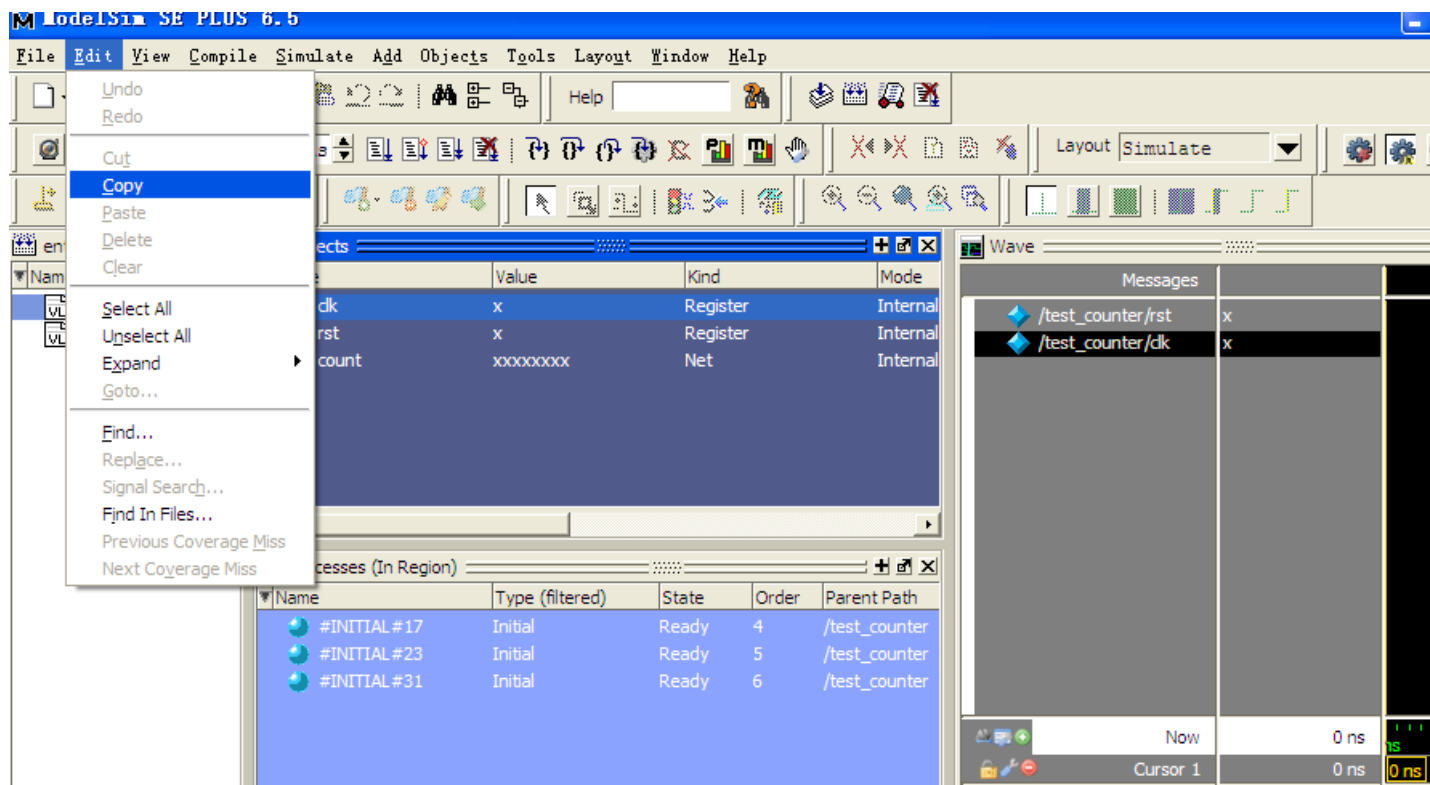 ModelSim SE PLUS 6.5
File Edit View Compile Simulate Add Objects Tools Layout Window Help
Undo
Redo
Cut
Copy
Paste
Delete
Clear
Select All
Unselect All
Expand
Goto...
Find...
Replace...
Signal Search...
Find In Files...
Previous Coverage Miss
Next Coverage Miss
Help
Layout Simulate
Value Kind Mode
clk x Register Internal
rst x Register Internal
count xxxxxxxx Net Internal
(In Region)
Name Type (filtered) State Order Parent Path
#INITIAL#17 Initial Ready 4 /test_counter
#INITIAL#23 Initial Ready 5 /test_counter
#INITIAL#31 Initial Ready 6 /test_counter
Wave
Messages
/test_counter/rst x
/test_counter/clk x
Now 0 ns
Cursor 1 0 ns 0 ns